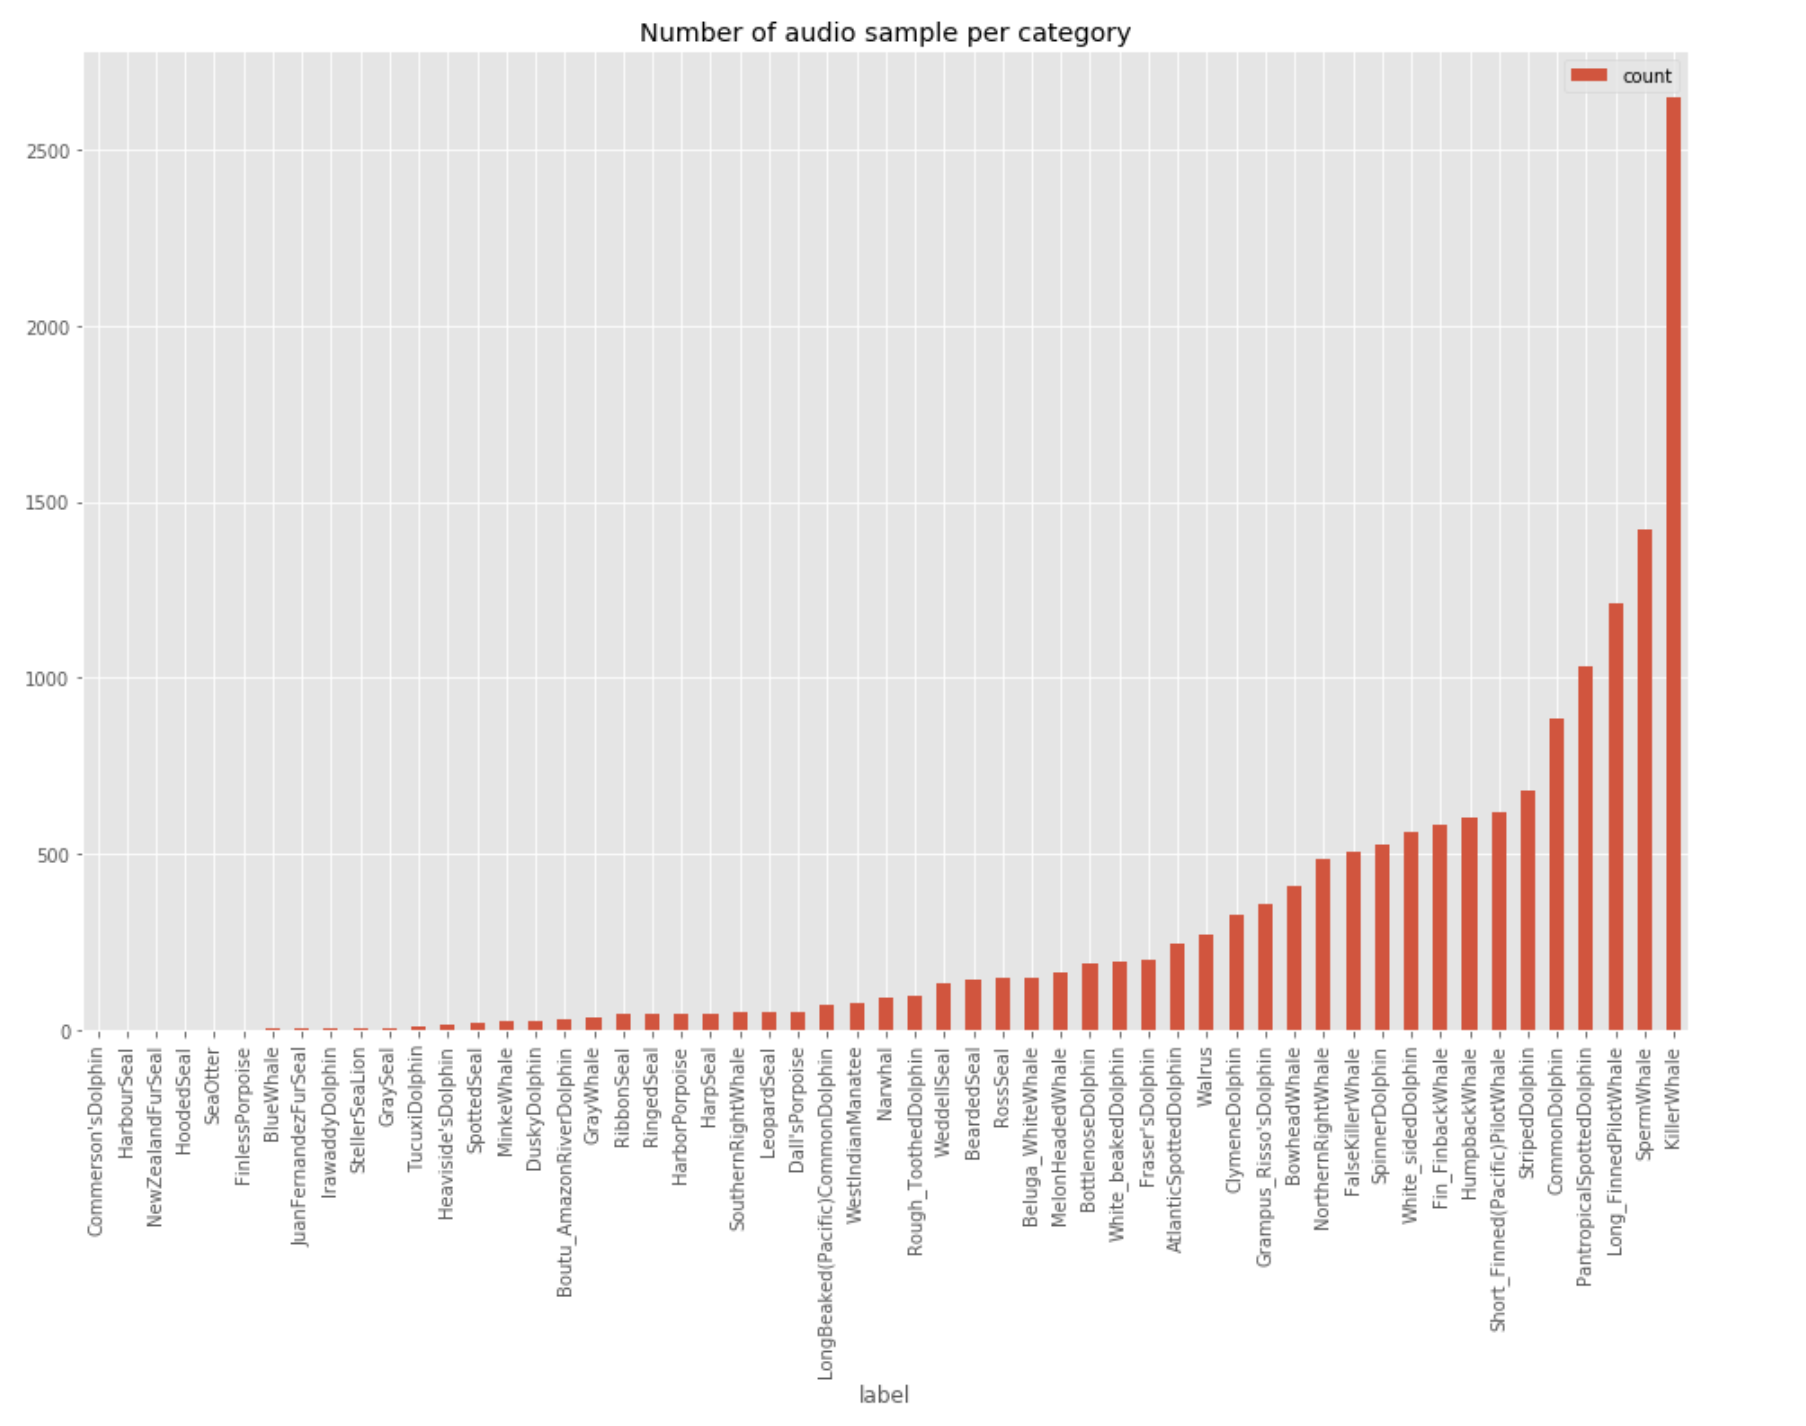 Number of audio sample per category
count
2500
2000
1500
1000
500
0
Commerson'sDolphin
HarbourSeal
NewZealandFurSeal
HoodedSeal
SeaOtter
FinlessPorpoise
BlueWhale
JuanFernandezFurSeal
IrawaddyDolphin
StellerSeaLion
GraySeal
TucuxiDolphin
Heaviside'sDolphin
SpottedSeal
MinkeWhale
DuskyDolphin
Boutu_AmazonRiverDolphin
GrayWhale
RibbonSeal
RingedSeal
HarborPorpoise
HarpSeal
SouthernRightWhale
LeopardSeal
Dall'sPorpoise
LongBeaked(Pacific)CommonDolphin
WestIndianManatee
Narwhal
Rough_ToothedDolphin
WeddellSeal
BeardedSeal
RossSeal
Beluga_WhiteWhale
MelonHeadedWhale
BottlenoseDolphin
White_beakedDolphin
Fraser'sDolphin
AtlanticSpottedDolphin
Walrus
ClymeneDolphin
Grampus_Risso'sDolphin
BowheadWhale
NorthernRightWhale
FalseKillerWhale
SpinnerDolphin
White_sidedDolphin
Fin_FinbackWhale
HumpbackWhale
Short_Finned(Pacific)PilotWhale
StripedDolphin
CommonDolphin
PantropicalSpottedDolphin
Long_FinnedPilotWhale
SpermWhale
KillerWhale
label